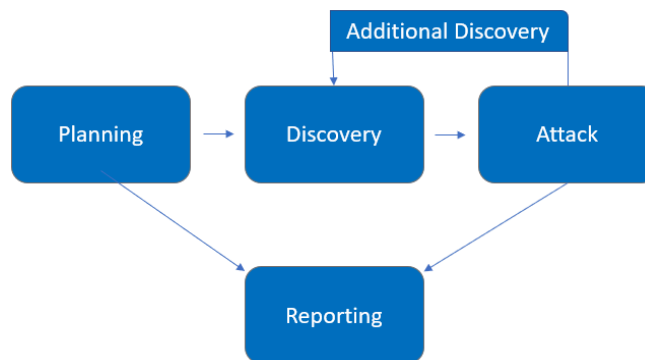 Additional Discovery
Planning
Discovery
Attack
Reporting